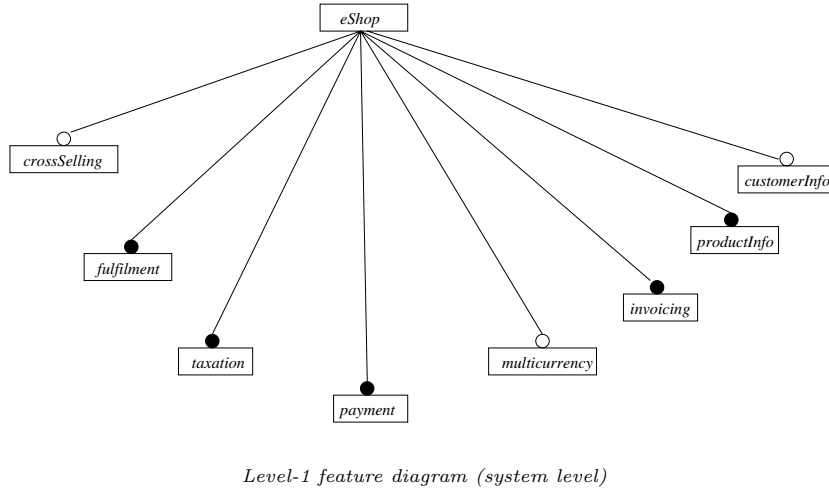 eShop
crossSelling
customerInfo
productInfo
fulfilment
invoicing
taxation
multicurrency
payment
Level-1 feature diagram (system level)